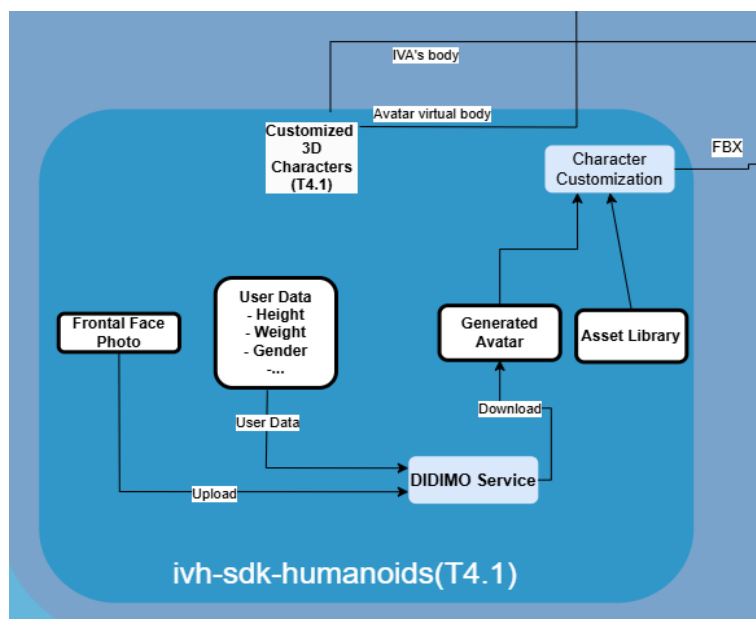 IVA's body
Avatar virtual body
Customized
3D
Characters
(T4.1)
FBX
Character
Customization
User Data
- Height
- Weight
- Gender
-...
Frontal Face
Photo
Generated
Avatar
Asset Library
Download
User Data
DIDIMO Service
Upload
ivh-sdk-humanoids(T4.1)